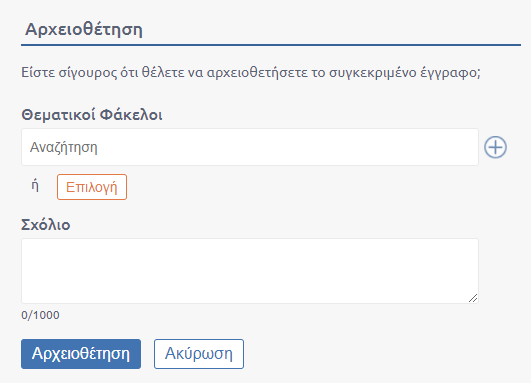 Αρχειοθέτηση
Είστε σίγουρος ότι θέλετε να αρχειοθετήσετε το συγκεκριμένο έγγραφο;
Θεματικοί Φάκελοι
Αναζήτηση
ή Επιλογή
Σχόλιο
0/1000
Αρχειοθέτηση Ακύρωση